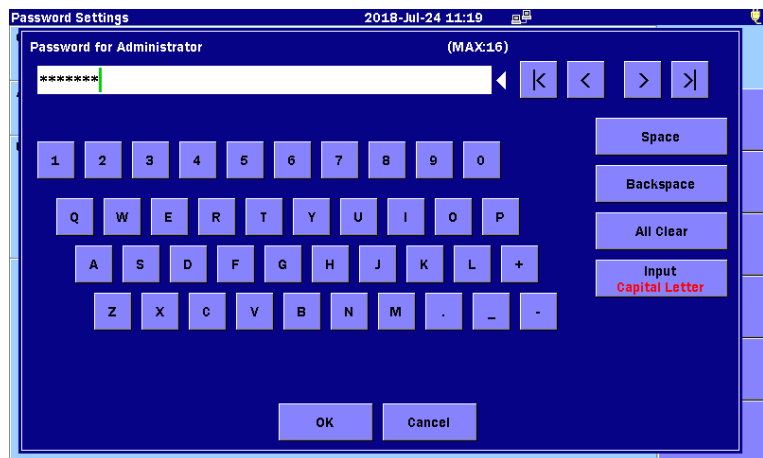 Password Settings 2018-Jul-24 11:19
Password for Administrator (MAX:16)
*******
|< < > >|
Space
1 2 3 4 5 6 7 8 9 0
Backspace
Q W E R T Y U I O P
All Clear
A S D F G H J K L +
Input
Capital Letter
Z X C V B N M . _ -
OK Cancel